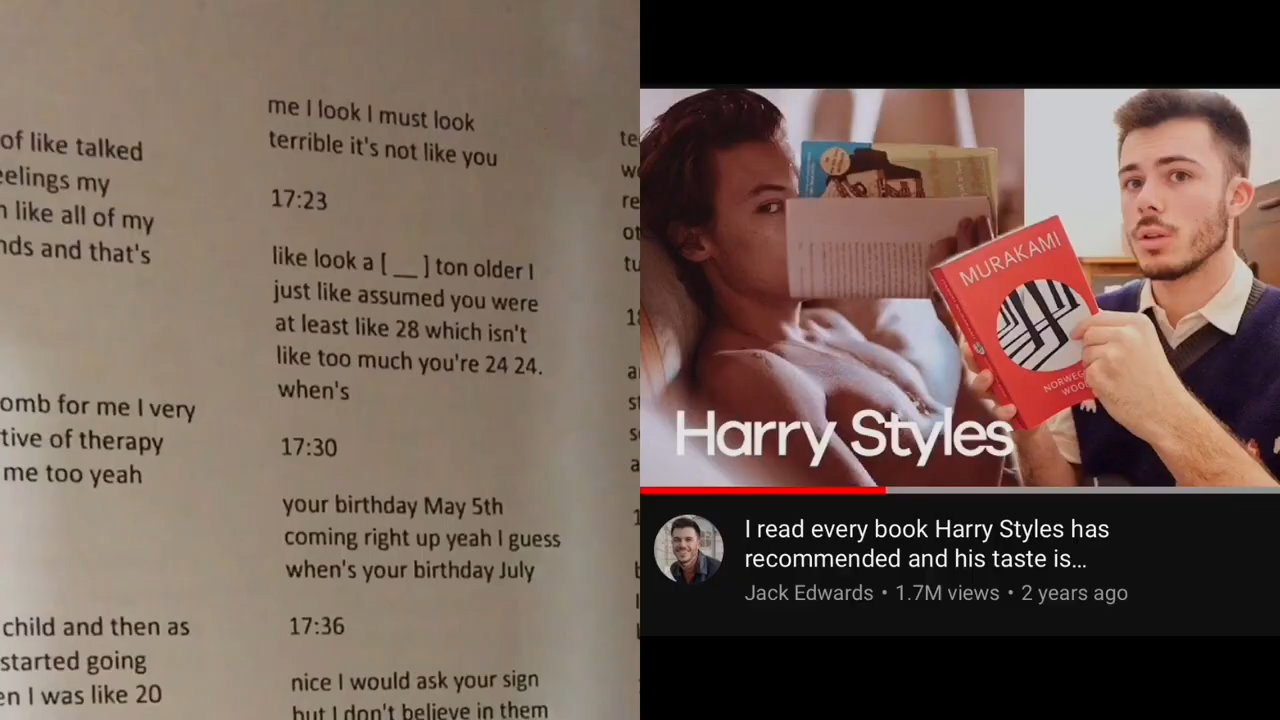 of like talked
my
like all of my
and that's
for me I very
of therapy
me too yeah
child and then as
started going
I was like 20
me I look I must look
terrible it's not like you
17:23
like look a [ __ ] ton older I
just like assumed you were
at least like 28 which isn't
like too much you're 24 24.
when's
17:30
your birthday May 5th
coming right up yeah I guess
when's your birthday July
17:36
nice I would ask your sign
but I don't believe in them
MURAKAMI
Harry Styles
I read every book Harry Styles has
recommended and his taste is...
Jack Edwards • 1.7M views • 2 years ago